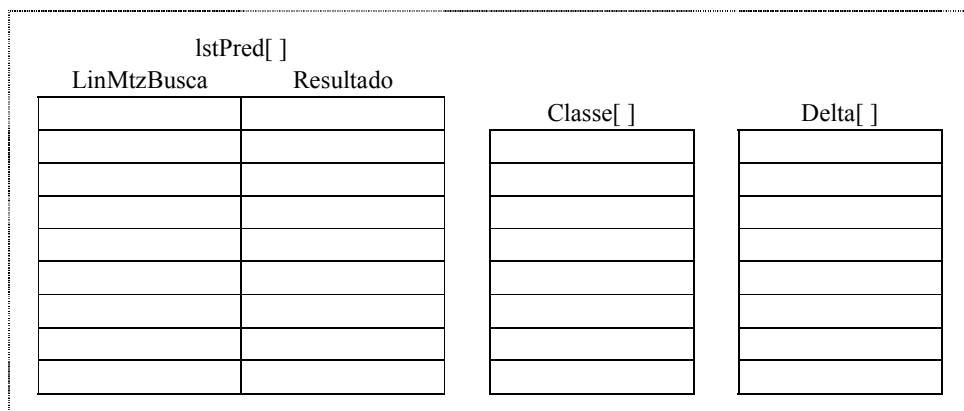 lstPred[ ]
LinMtzBusca Resultado
Classe[ ] Delta[ ]